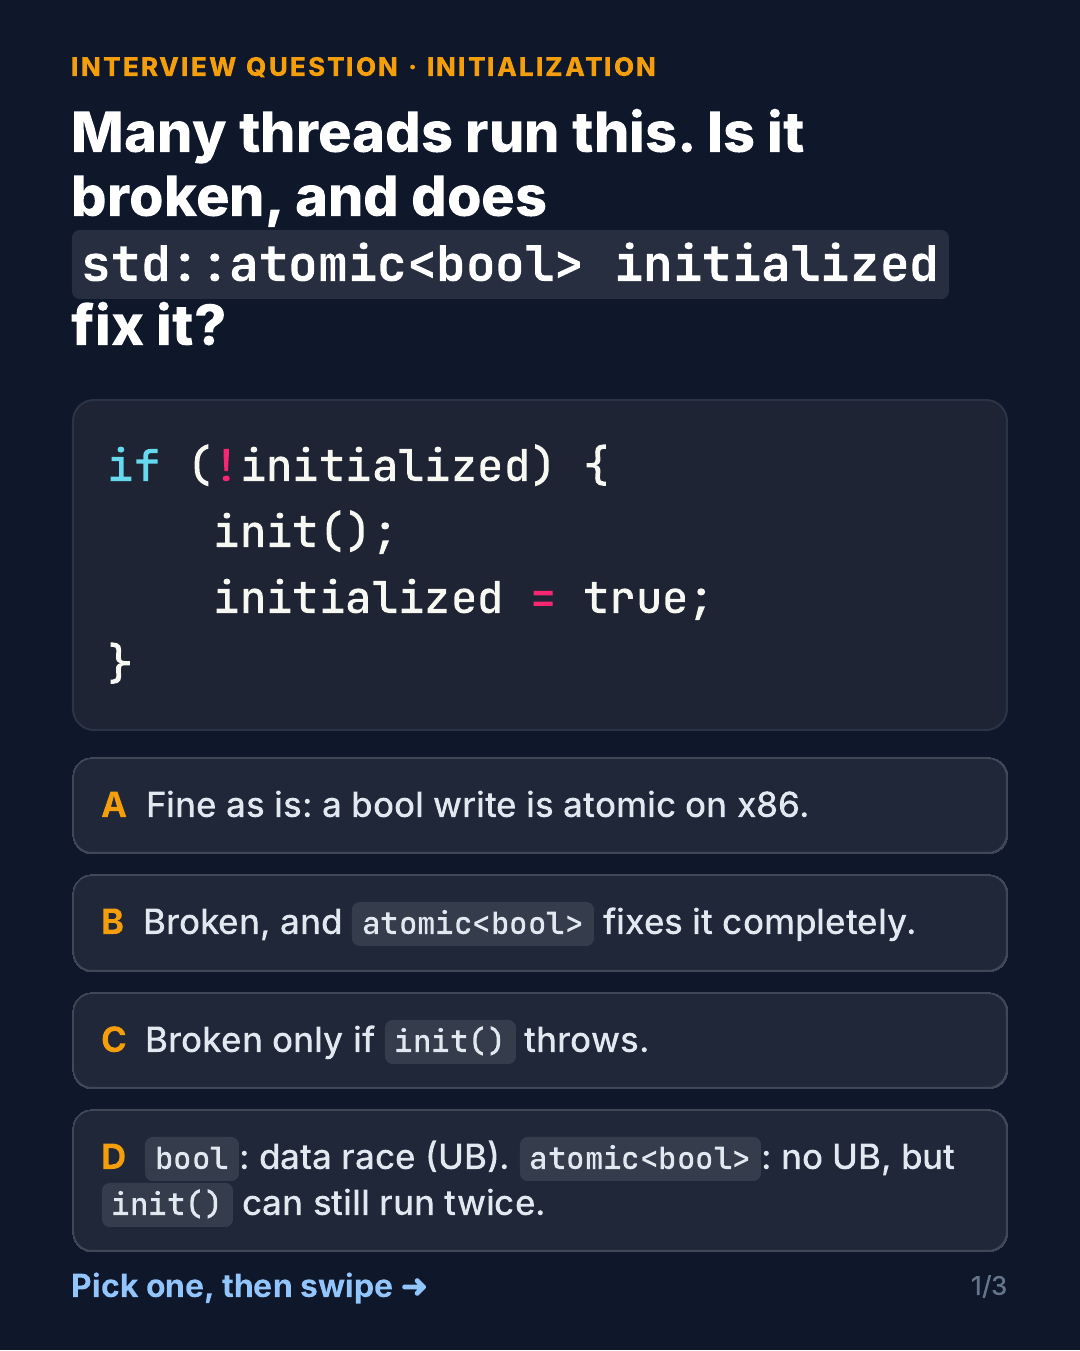 INTERVIEW QUESTION · INITIALIZATION
Many threads run this. Is it
broken, and does
std::atomic<bool> initialized
fix it?
if (!initialized) {
    init();
    initialized = true;
}
A Fine as is: a bool write is atomic on x86.
B Broken, and atomic<bool> fixes it completely.
C Broken only if init() throws.
D bool: data race (UB). atomic<bool>: no UB, but
init() can still run twice.
Pick one, then swipe ➜
1/3